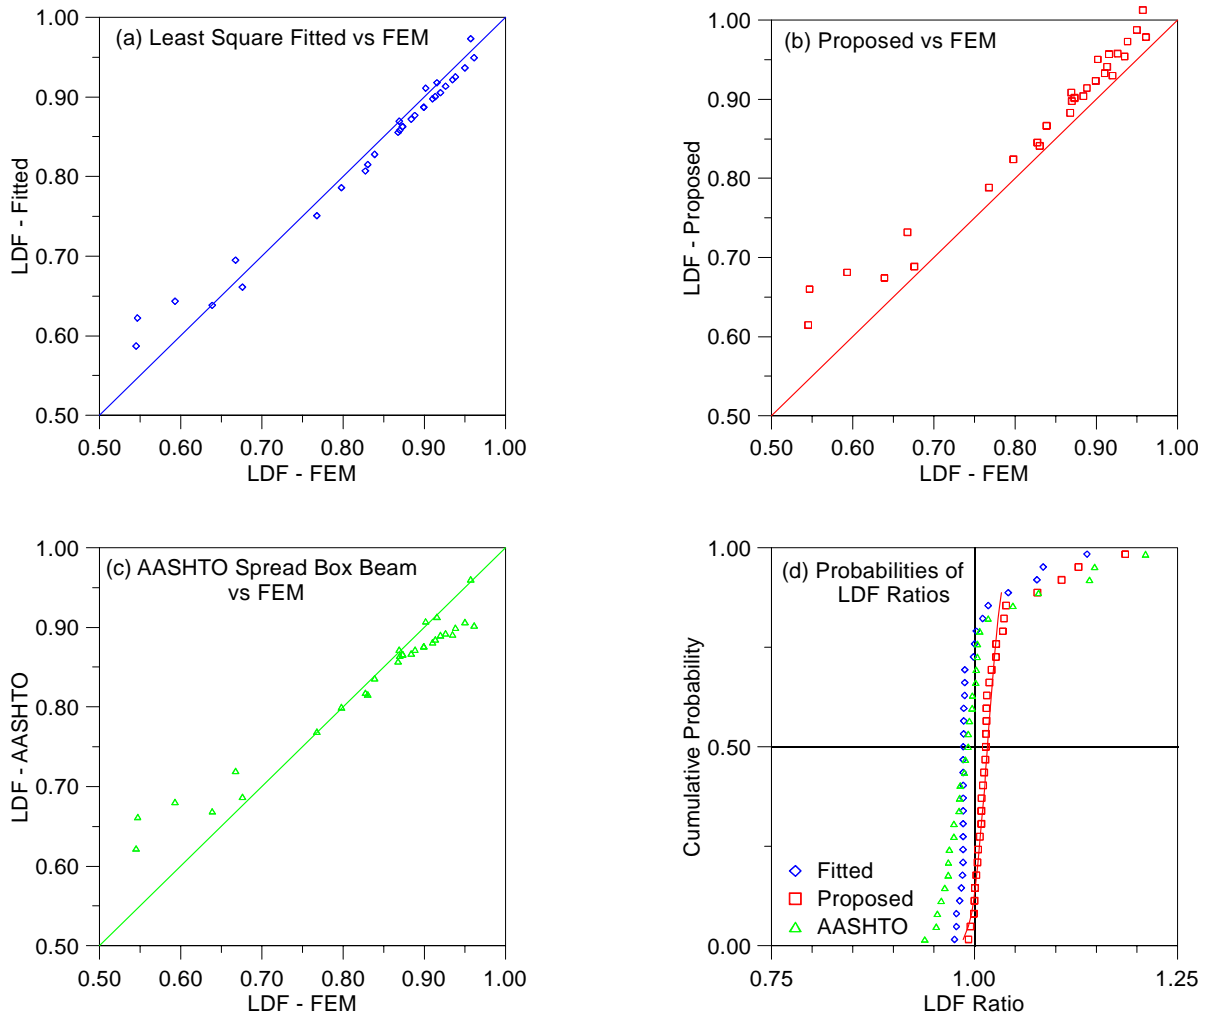 (a) Least Square Fitted vs FEM
LDF - Fitted
1.00
0.90
0.80
0.70
0.60
0.50
0.50 0.60 0.70 0.80 0.90 1.00
LDF - FEM
(b) Proposed vs FEM
LDF - Proposed
1.00
0.90
0.80
0.70
0.60
0.50
0.50 0.60 0.70 0.80 0.90 1.00
LDF - FEM
(c) AASHTO Spread Box Beam
vs FEM
LDF - AASHTO
1.00
0.90
0.80
0.70
0.60
0.50
0.50 0.60 0.70 0.80 0.90 1.00
LDF - FEM
(d) Probabilities of
LDF Ratios
Cumulative Probability
1.00
0.50
0.00
Fitted
Proposed
AASHTO
0.75 1.00 1.25
LDF Ratio